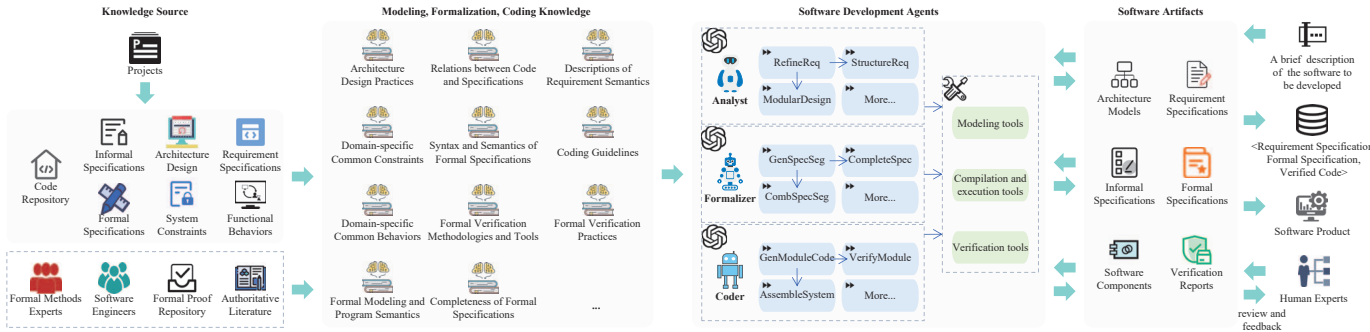 Knowledge Source
Projects
Code
Repository
Informal
Specifications
Architecture
Design
Requirement
Specifications
Formal
Specifications
System
Constraints
Functional
Behaviors
Formal Methods
Experts
Software
Engineers
Formal Proof
Repository
Authoritative
Literature
Modeling, Formalization, Coding Knowledge
Architecture
Design Practices
Relations between Code
and Specifications
Descriptions of
Requirement Semantics
Domain-specific
Common Constraints
Syntax and Semantics of
Formal Specifications
Coding Guidelines
Domain-specific
Common Behaviors
Formal Verification
Methodologies and Tools
Formal Verification
Practices
Formal Modeling and
Program Semantics
Completeness of Formal
Specifications
...
Software Development Agents
Analyst
RefineReq
StructureReq
ModularDesign
More...
Formalizer
GenSpecSeg
CompleteSpec
CombSpecSeg
More...
Coder
GenModuleCode
VerifyModule
AssembleSystem
More...
Modeling tools
Compilation and
execution tools
Verification tools
Software Artifacts
Architecture
Models
Requirement
Specifications
Informal
Specifications
Formal
Specifications
Software
Components
Verification
Reports
A brief description
of the software to
be developed
<Requirement Specification,
Formal Specification,
Verified Code>
Software Product
Human Experts
review and
feedback